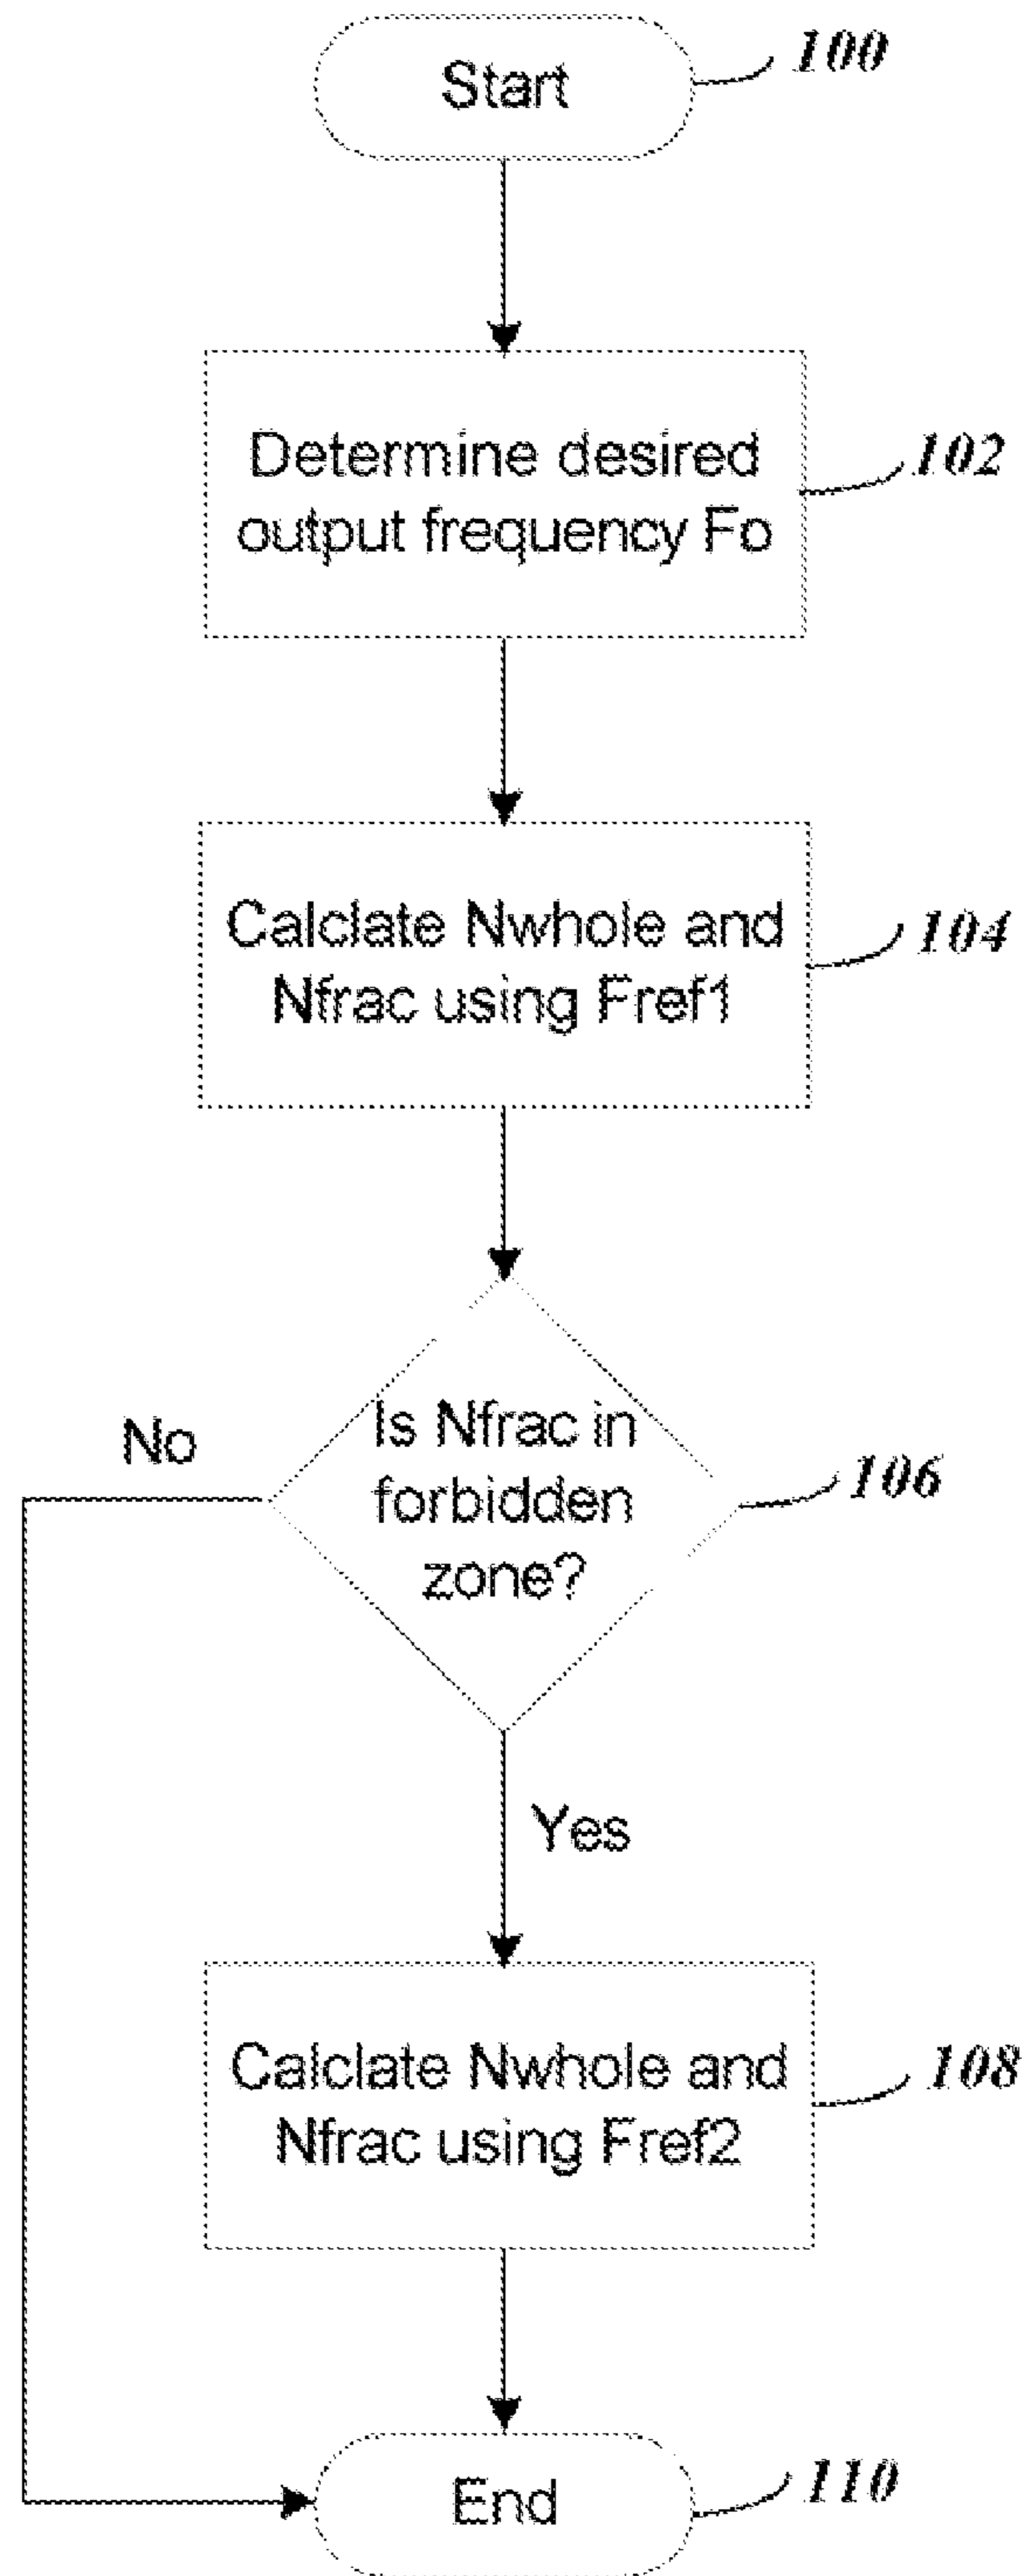 Start
100
Determine desired
output frequency Fo
102
Calclate Nwhole and
Nfrac using Fref1
104
Is Nfrac in
forbidden
zone?
106
No
Yes
Calclate Nwhole and
Nfrac using Fref2
108
End
110